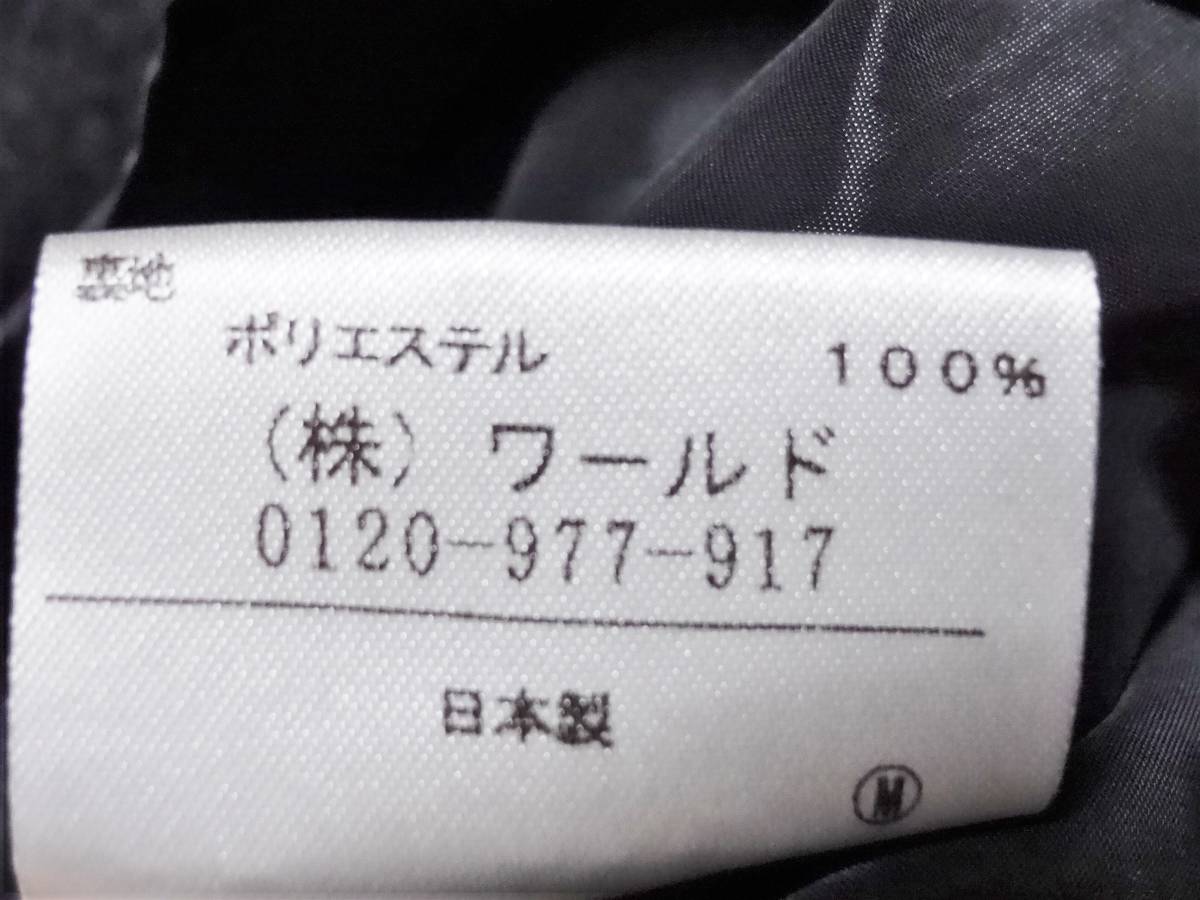 裏地
ポリエステル 100%
(株) ワールド
0120-977-917
日本製
Ⓜ